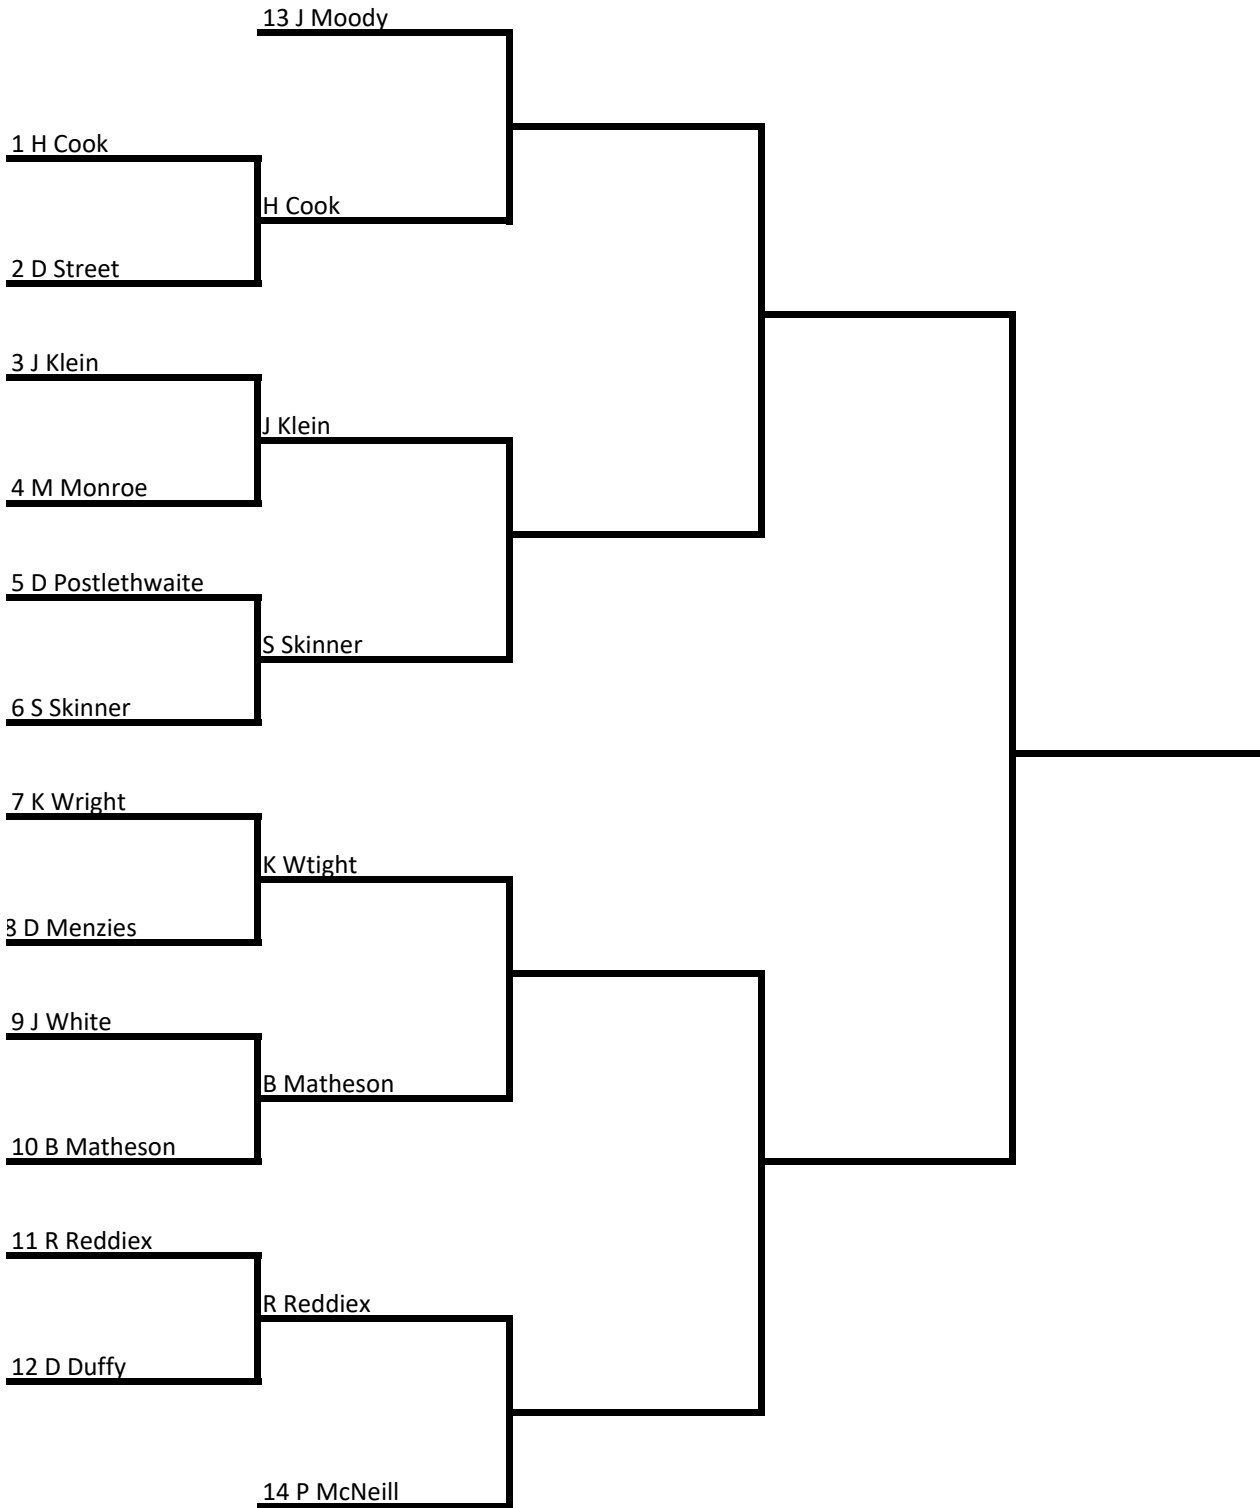 13 J Moody
1 H Cook
H Cook
2 D Street
3 J Klein
J Klein
4 M Monroe
5 D Postlethwaite
S Skinner
6 S Skinner
7 K Wright
K Wtight
8 D Menzies
9 J White
B Matheson
10 B Matheson
11 R Reddiex
R Reddiex
12 D Duffy
14 P McNeill